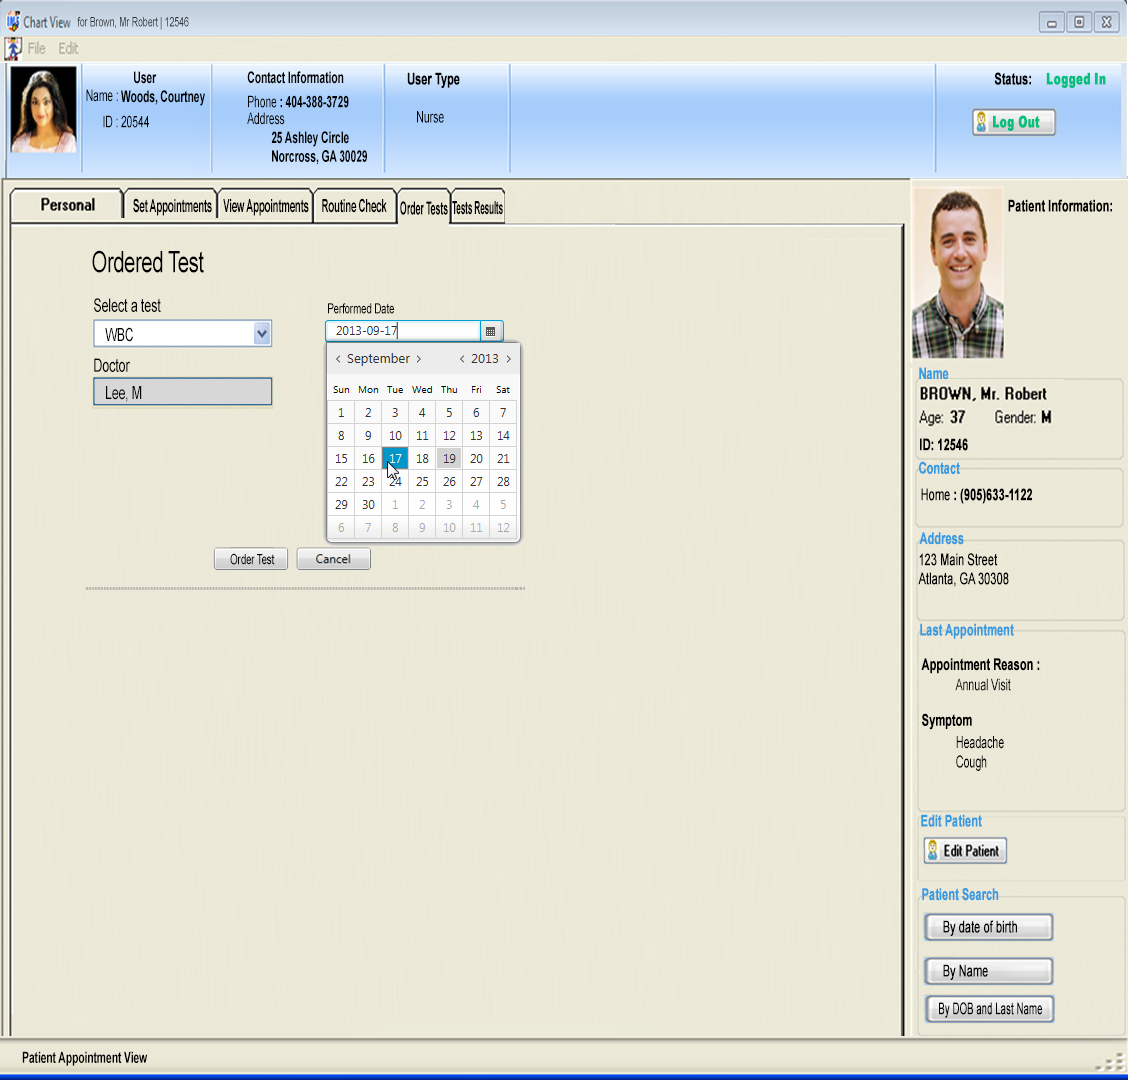 Chart View for Brown, Mr Robert | 12546
File Edit
User
Name : Woods, Courtney
ID : 20544
Contact Information
Phone : 404-388-3729
Address
25 Ashley Circle
Norcross, GA 30029
User Type
Nurse
Status: Logged In
Log Out
Personal Set Appointments View Appointments Routine Check Order Tests Tests Results
Ordered Test
Select a test
WBC
Doctor
Lee, M
Performed Date
2013-09-17
‹ September › ‹ 2013 ›
Sun Mon Tue Wed Thu Fri Sat
1 2 3 4 5 6 7
8 9 10 11 12 13 14
15 16 17 18 19 20 21
22 23 24 25 26 27 28
29 30 1 2 3 4 5
6 7 8 9 10 11 12
Order Test Cancel
Patient Information:
Name
BROWN, Mr. Robert
Age: 37 Gender: M
ID: 12546
Contact
Home : (905)633-1122
Address
123 Main Street
Atlanta, GA 30308
Last Appointment
Appointment Reason :
Annual Visit
Symptom
Headache
Cough
Edit Patient
Edit Patient
Patient Search
By date of birth
By Name
By DOB and Last Name
Patient Appointment View